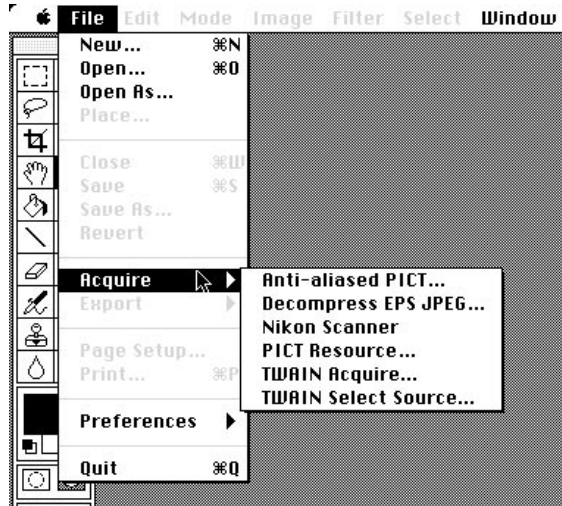 File Edit Mode Image Filter Select Window
New... ⌘N
Open... ⌘O
Open As...
Place...
Close ⌘W
Save ⌘S
Save As...
Revert
Acquire
Export
Page Setup...
Print... ⌘P
Preferences
Quit ⌘Q
Anti-aliased PICT...
Decompress EPS JPEG...
Nikon Scanner
PICT Resource...
TWAIN Acquire...
TWAIN Select Source...